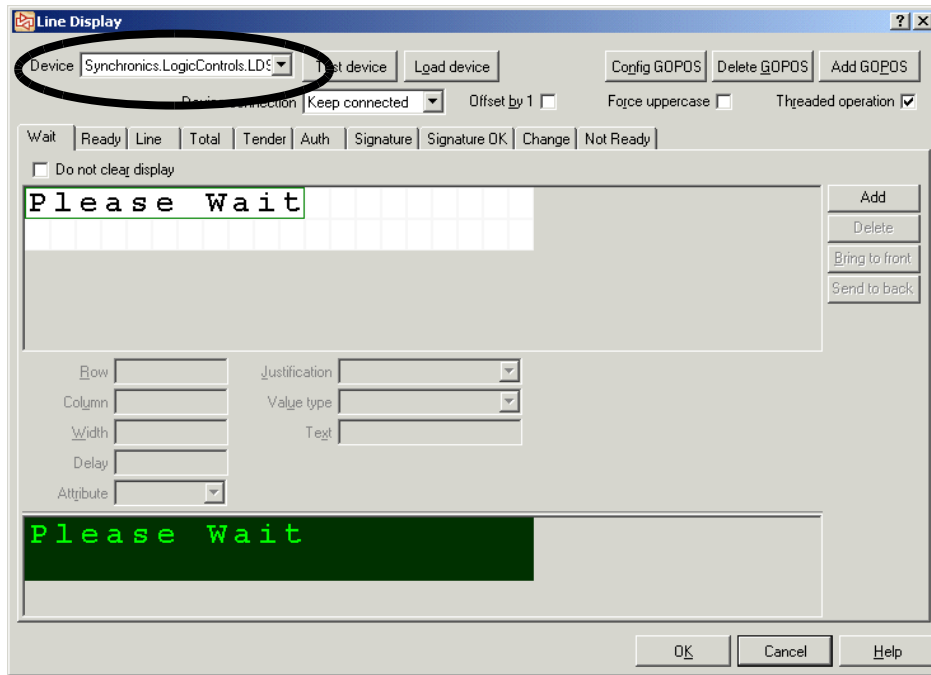 Line Display
Device Synchronics.LogicControls.LDS Test device Load device Config GOPOS Delete GOPOS Add GOPOS
Device connection Keep connected Offset by 1 Force uppercase Threaded operation
Wait Ready Line Total Tender Auth Signature Signature OK Change Not Ready
Do not clear display
Please Wait
Add
Delete
Bring to front
Send to back
Row Justification
Column Value type
Width Text
Delay
Attribute
Please Wait
OK Cancel Help